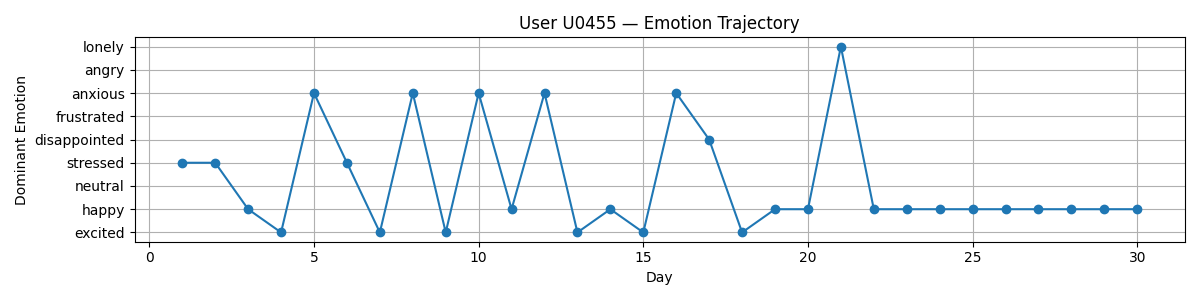 User U0455 — Emotion Trajectory
Dominant Emotion
lonely
angry
anxious
frustrated
disappointed
stressed
neutral
happy
excited
0 5 10 15 20 25 30
Day